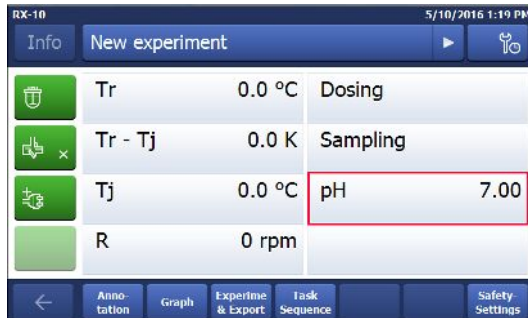 RX-10 5/10/2016 1:19 PM
Info New experiment
Tr 0.0 °C Dosing
Tr - Tj 0.0 K Sampling
Tj 0.0 °C pH 7.00
R 0 rpm
Anno- Graph Experime Task Safety-
tation & Export Sequence Settings